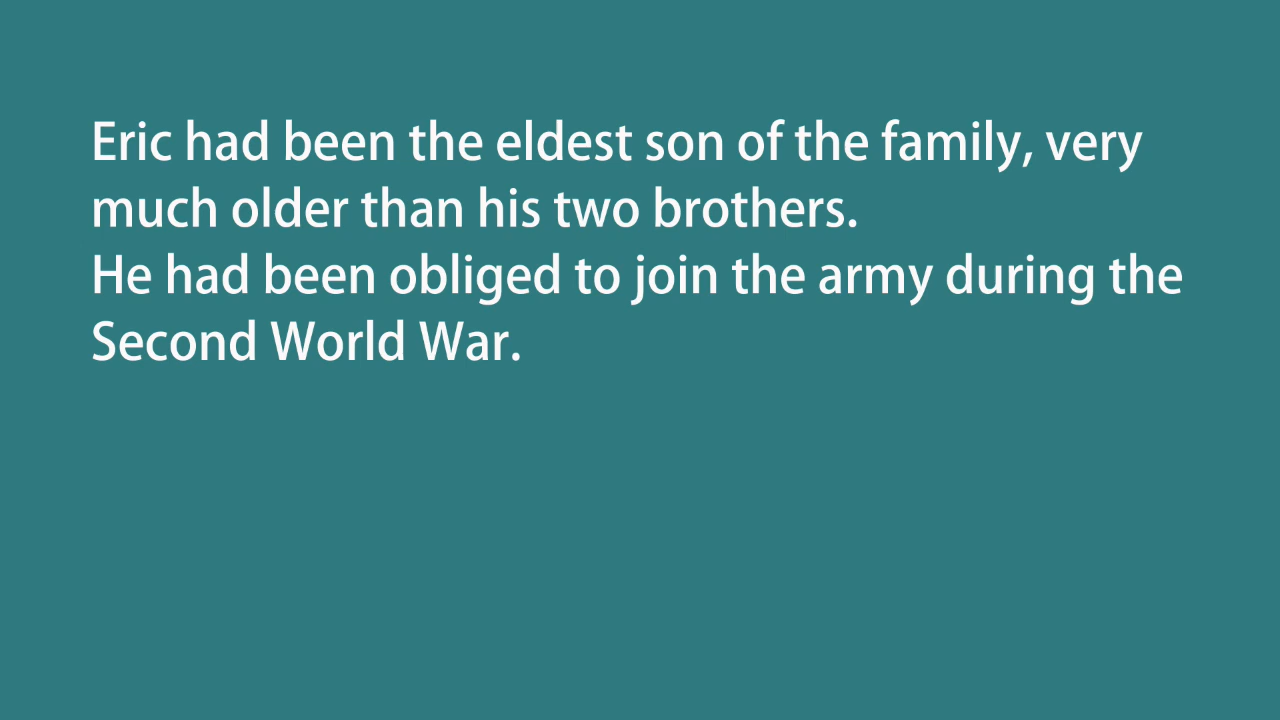 Eric had been the eldest son of the family, very
much older than his two brothers.
He had been obliged to join the army during the
Second World War.